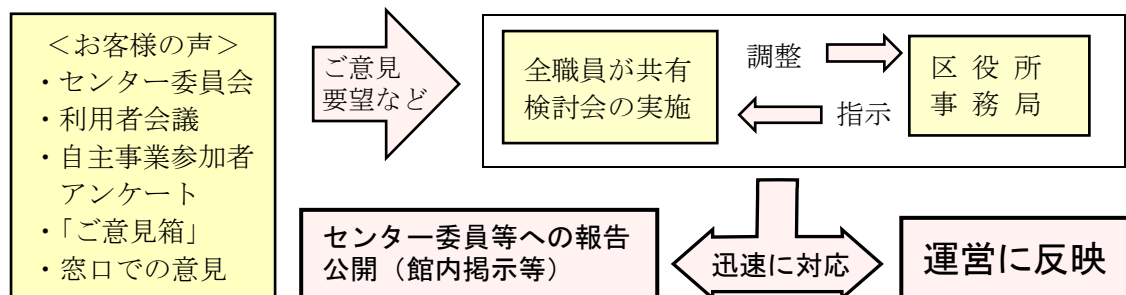 ＜お客様の声＞
・センター委員会
・利用者会議
・自主事業参加者
アンケート
・「ご意見箱」
・窓口での意見
ご意見
要望など
全職員が共有
検討会の実施
調整
指示
区 役 所
事 務 局
センター委員等への報告
公開（館内掲示等）
迅速に対応
運営に反映